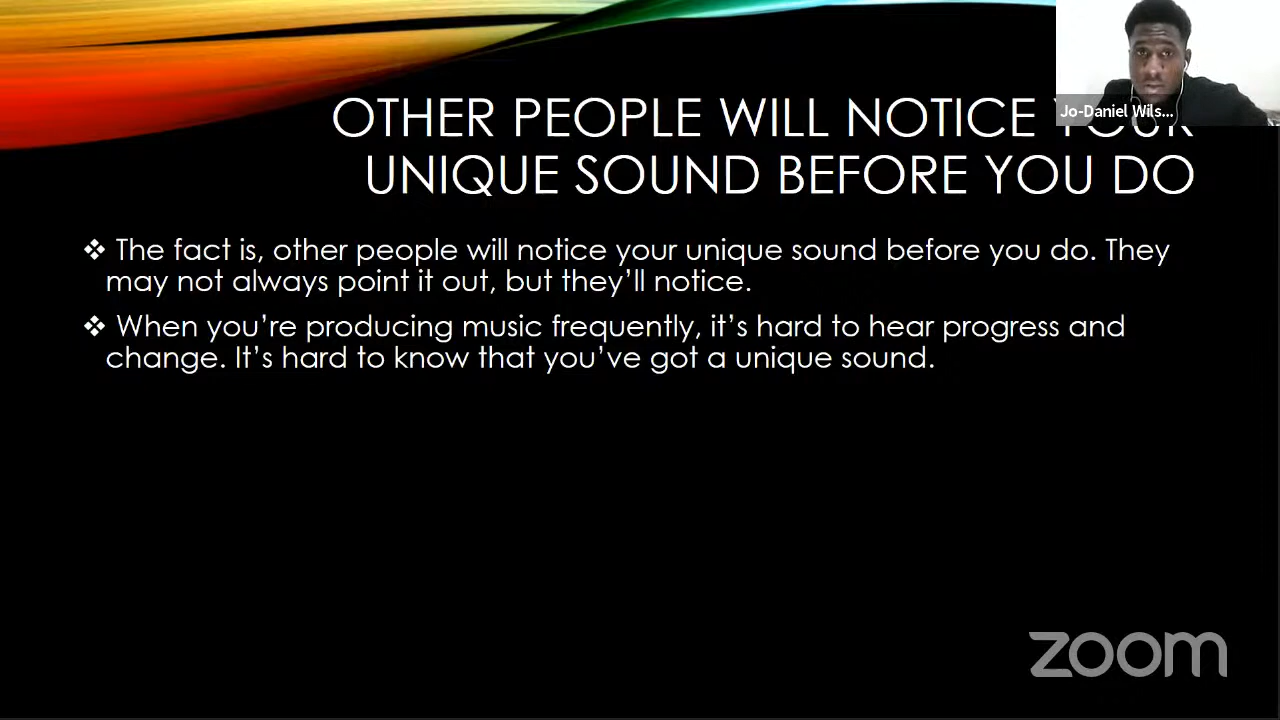 Jo-Daniel Wils...
OTHER PEOPLE WILL NOTICE YOUR
UNIQUE SOUND BEFORE YOU DO
❖ The fact is, other people will notice your unique sound before you do. They
may not always point it out, but they’ll notice.
❖ When you’re producing music frequently, it’s hard to hear progress and
change. It’s hard to know that you’ve got a unique sound.
zoom